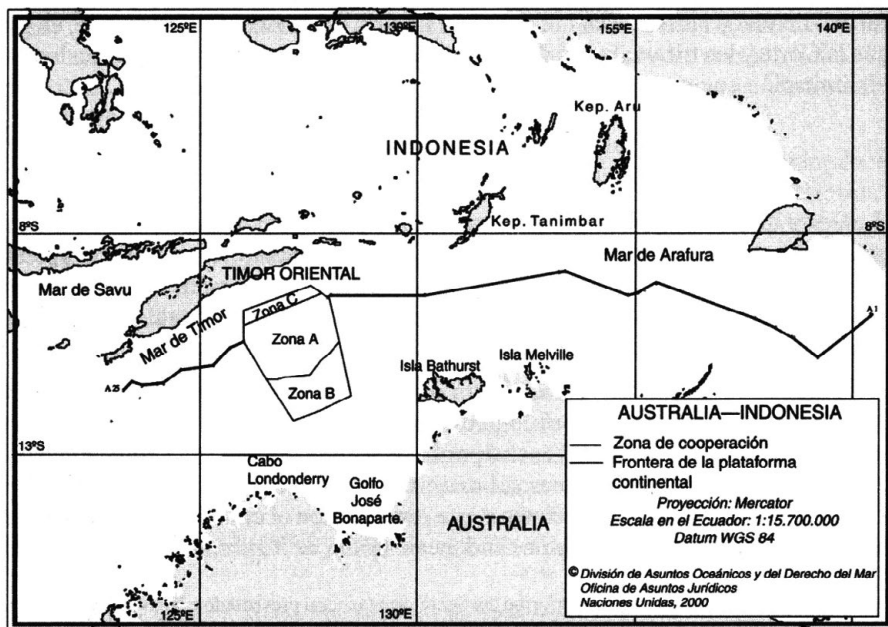 125ºE
139ºE
155ºE
140ºE
Kep. Aru
INDONESIA
Kep. Tanimbar
8ºS
8ºS
Mar de Arafura
TIMOR ORIENTAL
Mar de Savu
Zona C
Mar de Timor
Zona A
A 1
Isla Bathurst
Isla Melville
A 25
Zona B
13ºS
Cabo
Londonderry
Golfo
José
Bonaparte.
AUSTRALIA
125ºE
130ºE
AUSTRALIA—INDONESIA
Zona de cooperación
Frontera de la plataforma
continental
Proyección: Mercator
Escala en el Ecuador: 1:15.700.000
Datum WGS 84
© División de Asuntos Oceánicos y del Derecho del Mar
Oficina de Asuntos Jurídicos
Naciones Unidas, 2000